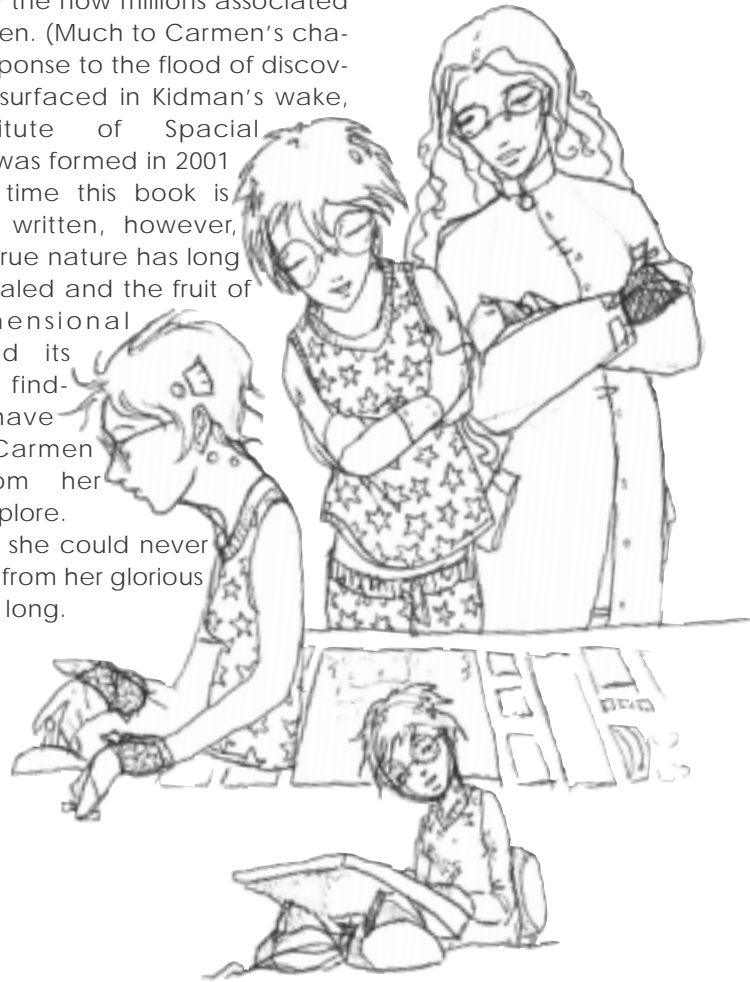 the now millions associated
en. (Much to Carmen’s cha-
ponse to the flood of discov-
surfaced in Kidman’s wake,
itute of Spacial
was formed in 2001
time this book is
written, however,
rue nature has long
aled and the fruit of
ensional
d its
find-
have
Carmen
om her
plore.
she could never
from her glorious
long.